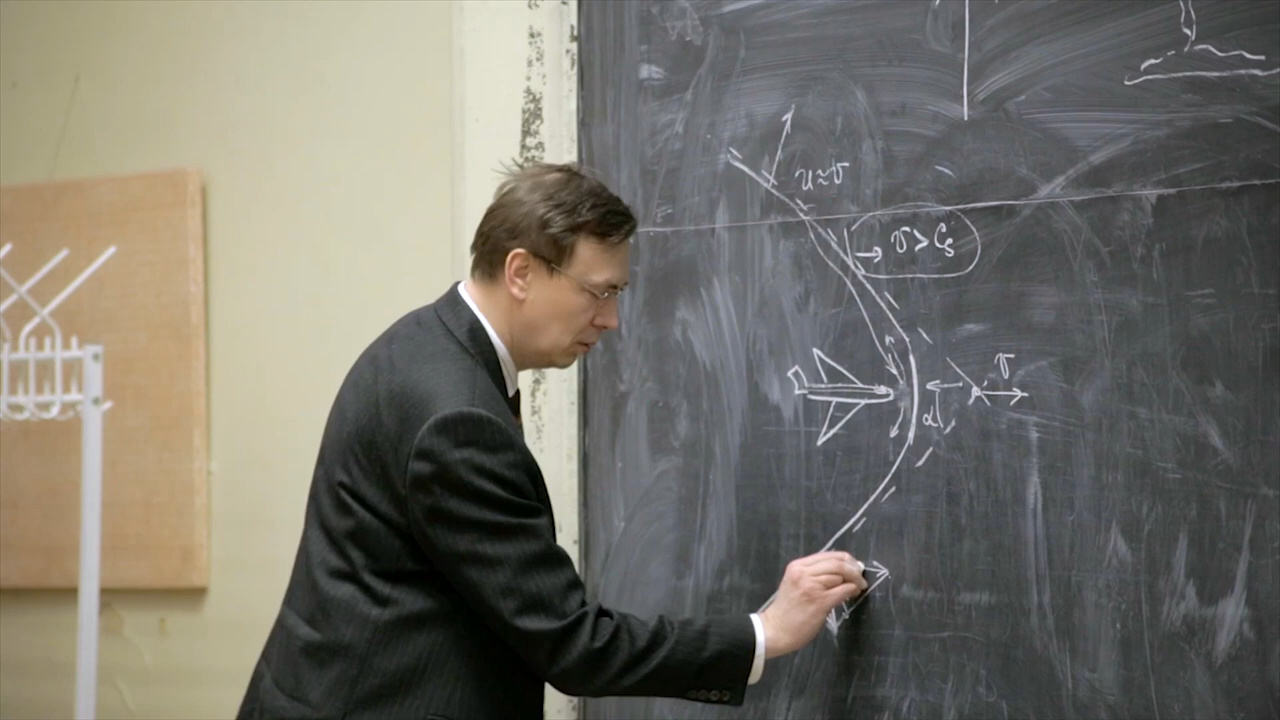 u ≈ v
v > Cs
v
α